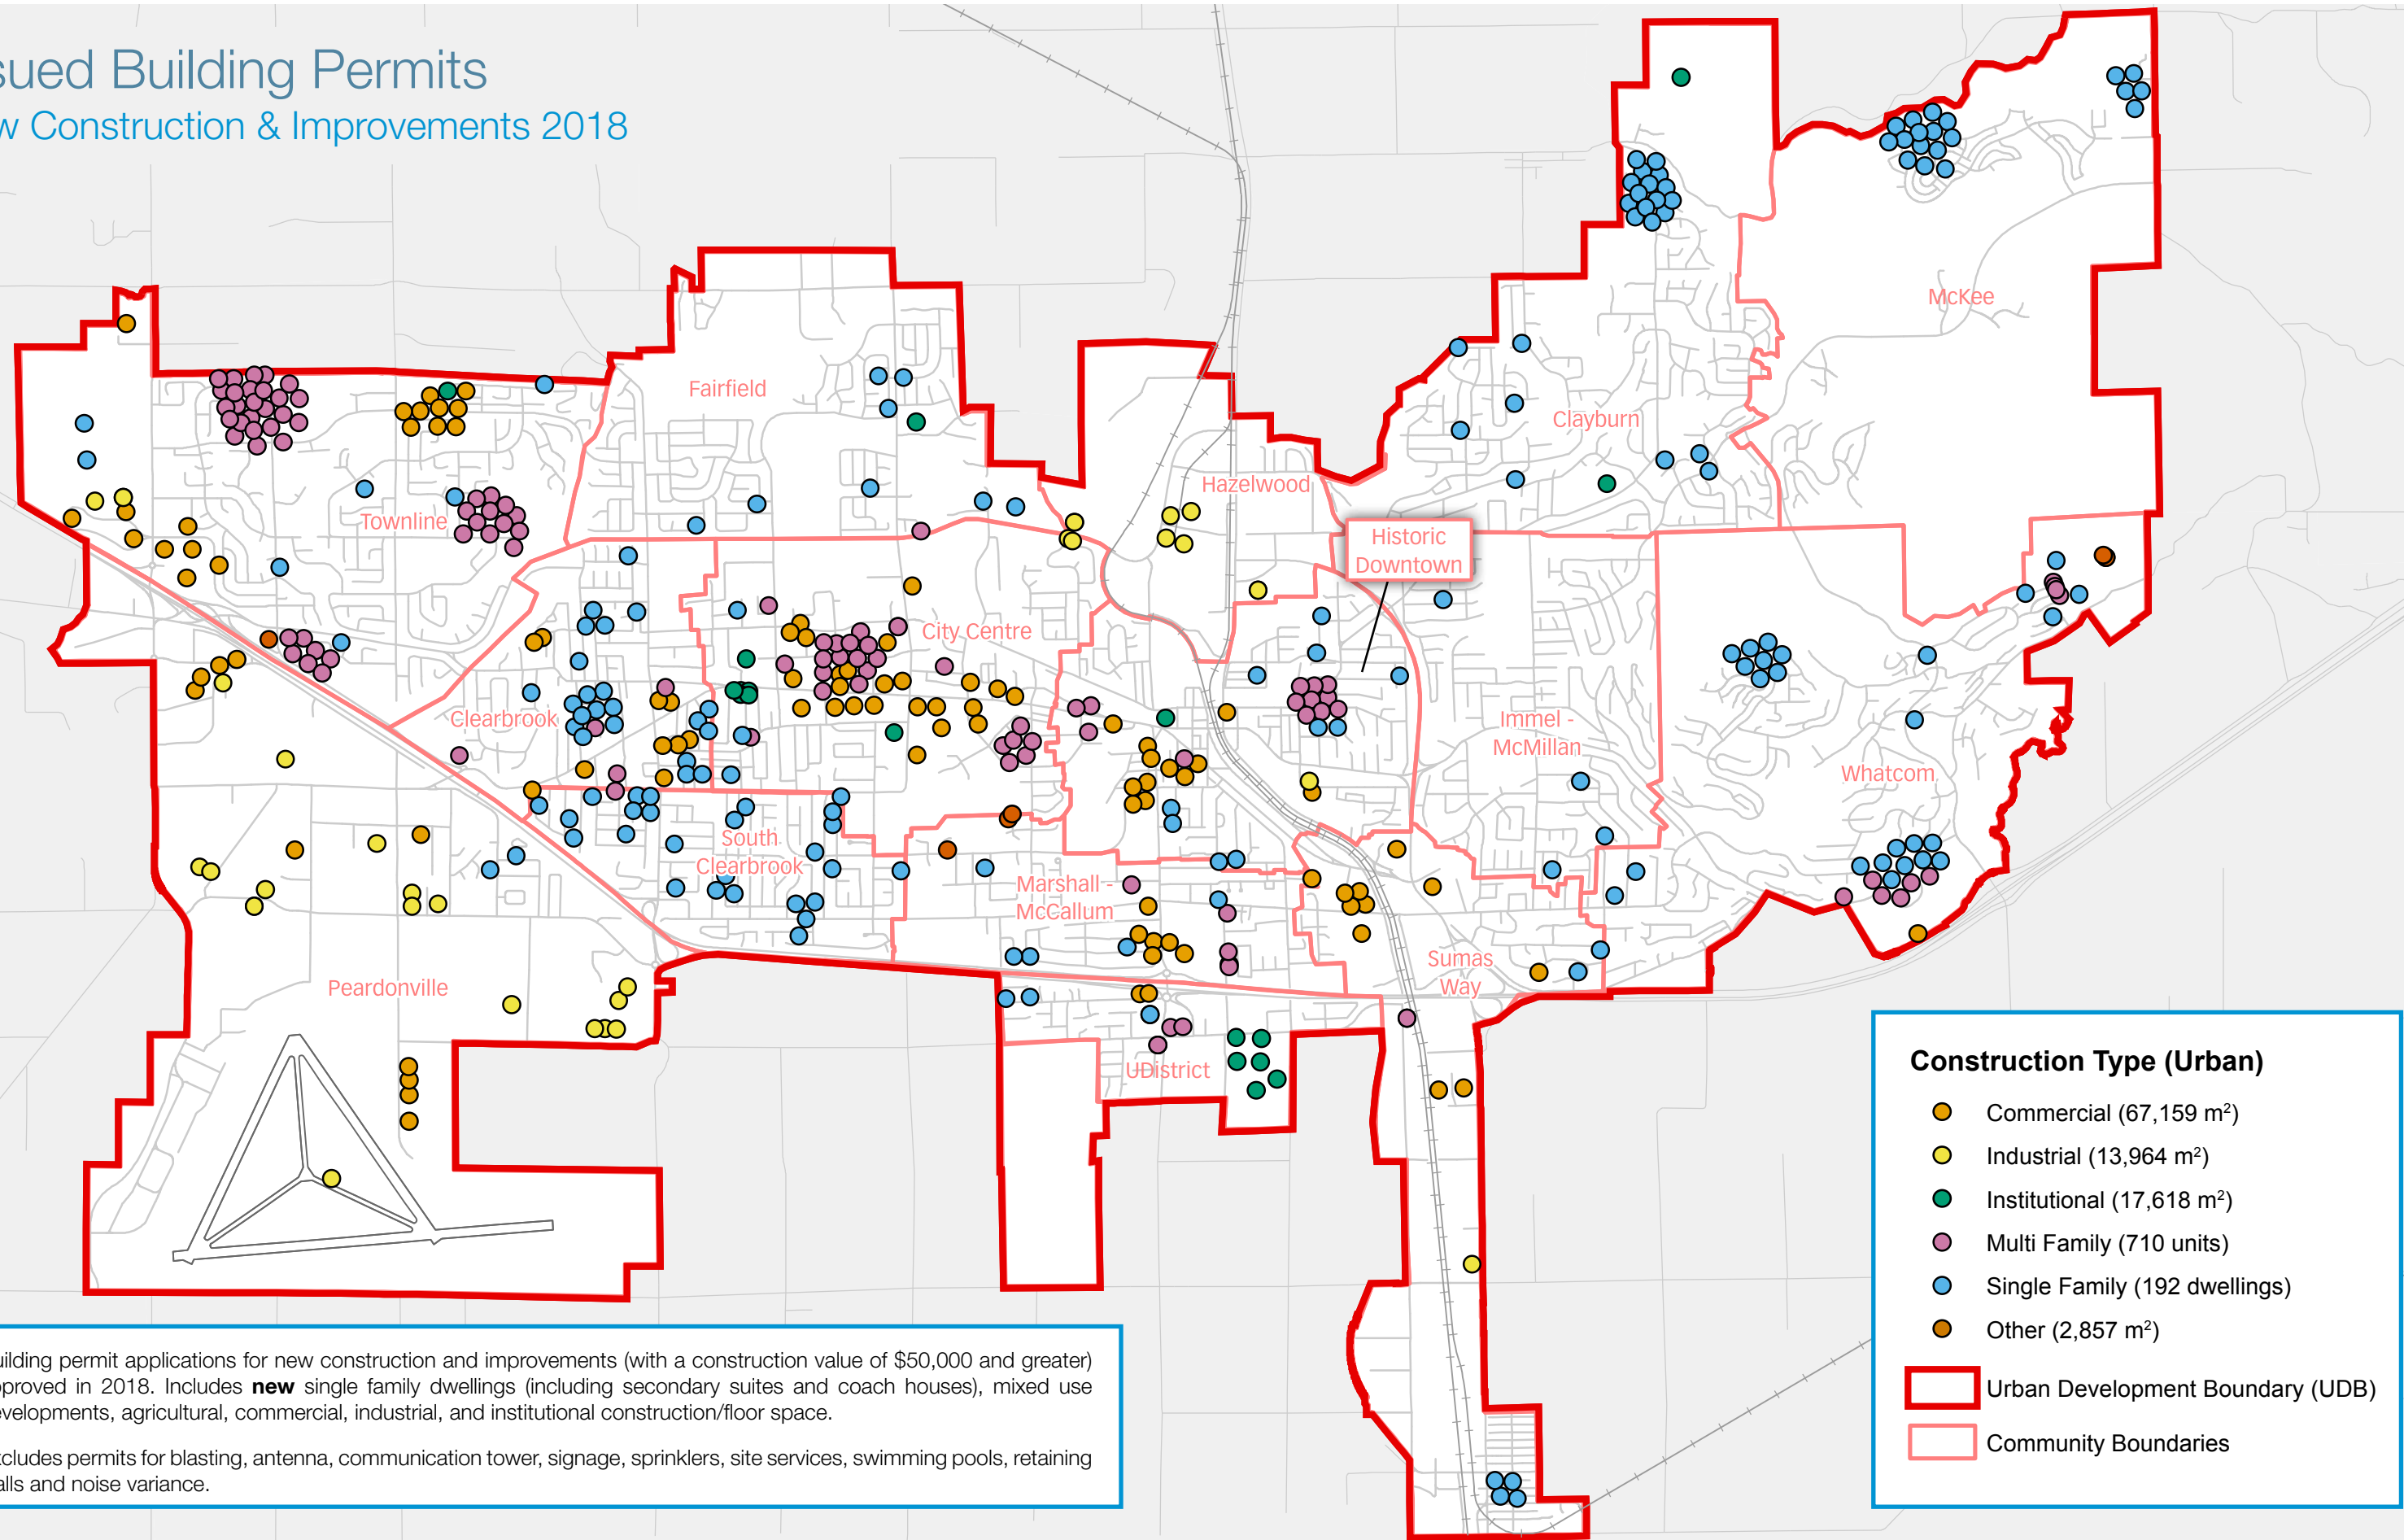 sued Building Permits
w Construction & Improvements 2018
McKee
Fairfield
Clayburn
Hazelwood
Townline
Historic
Downtown
City Centre
Clearbrook
Immel -
McMillan
Whatcom
South
Clearbrook
Marshall -
McCallum
Sumas
Way
Peardonville
UDistrict
Construction Type (Urban)
Commercial (67,159 m²)
Industrial (13,964 m²)
Institutional (17,618 m²)
Multi Family (710 units)
Single Family (192 dwellings)
Other (2,857 m²)
Urban Development Boundary (UDB)
Community Boundaries
uilding permit applications for new construction and improvements (with a construction value of $50,000 and greater)
pproved in 2018. Includes new single family dwellings (including secondary suites and coach houses), mixed use
evelopments, agricultural, commercial, industrial, and institutional construction/floor space.
xcludes permits for blasting, antenna, communication tower, signage, sprinklers, site services, swimming pools, retaining
alls and noise variance.